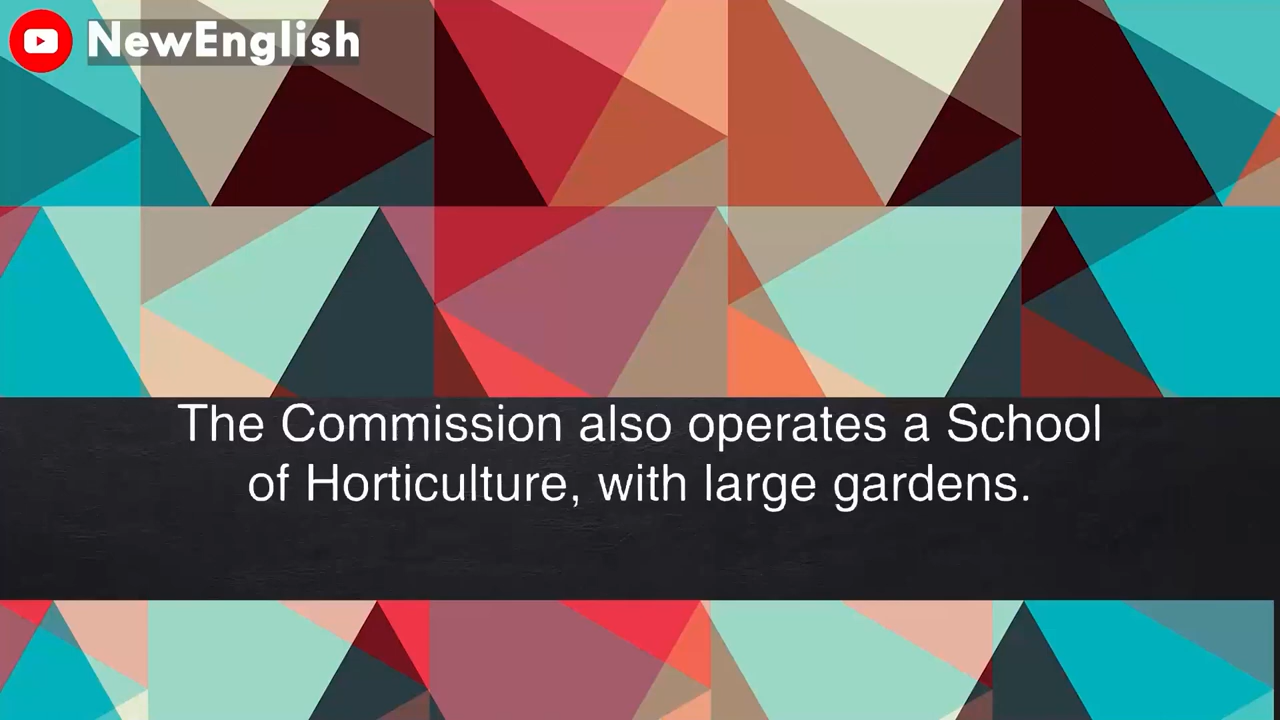 NewEnglish
The Commission also operates a School
of Horticulture, with large gardens.